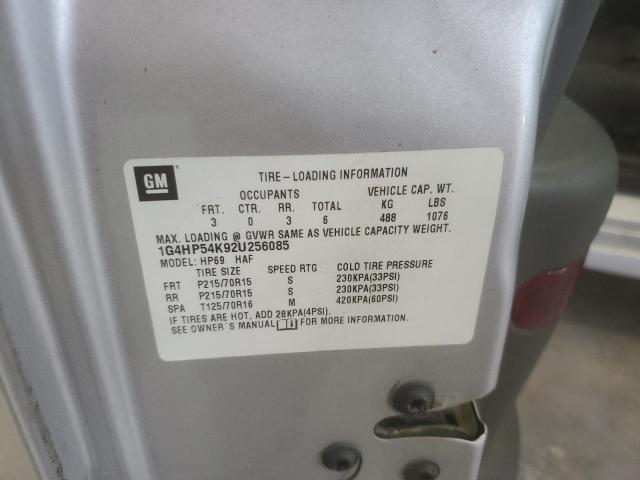 GM TIRE-LOADING INFORMATION
OCCUPANTS VEHICLE CAP. WT.
FRT. CTR. RR. TOTAL KG LBS
3 0 3 6 488 1076
MAX. LOADING @ GVWR SAME AS VEHICLE CAPACITY WEIGHT.
1G4HP54K92U256085
MODEL: HP69 HAF
TIRE SIZE SPEED RTG COLD TIRE PRESSURE
FRT P215/70R15 S 230KPA(33PSI)
RR P215/70R15 S 230KPA(33PSI)
SPA T125/70R16 M 420KPA(60PSI)
IF TIRES ARE HOT, ADD 28KPA(4PSI).
SEE OWNER'S MANUAL FOR MORE INFORMATION.